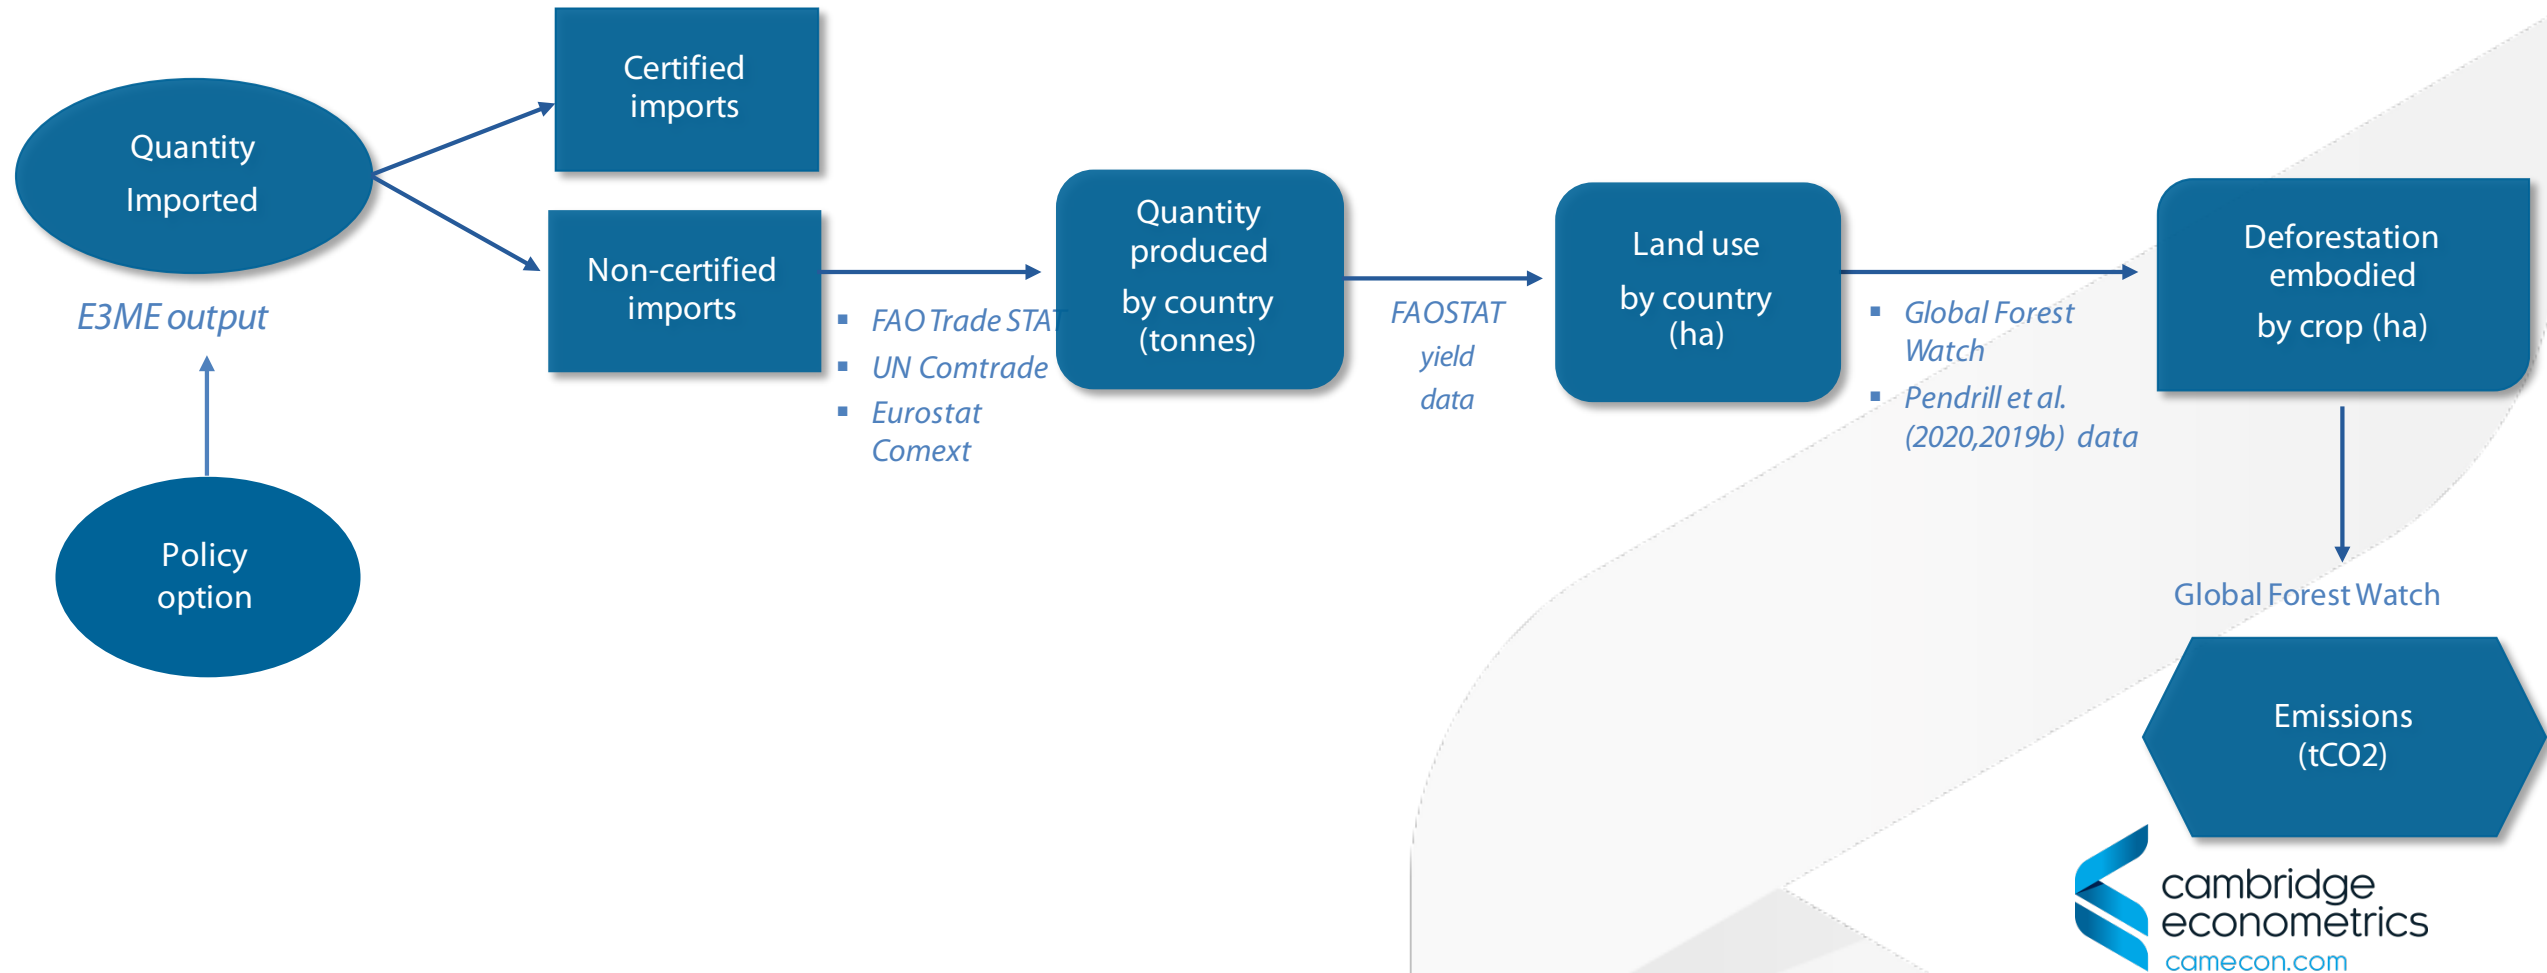 Quantity
Imported
E3ME output
Policy
option
Certified
imports
Non-certified
imports
▪ FAO Trade STAT
▪ UN Comtrade
▪ Eurostat
Comext
Quantity
produced
by country
(tonnes)
FAOSTAT
yield
data
Land use
by country
(ha)
▪ Global Forest
Watch
▪ Pendrill et al.
(2020,2019b) data
Deforestation
embodied
by crop (ha)
Global Forest Watch
Emissions
(tCO2)
cambridge
econometrics
camecon.com